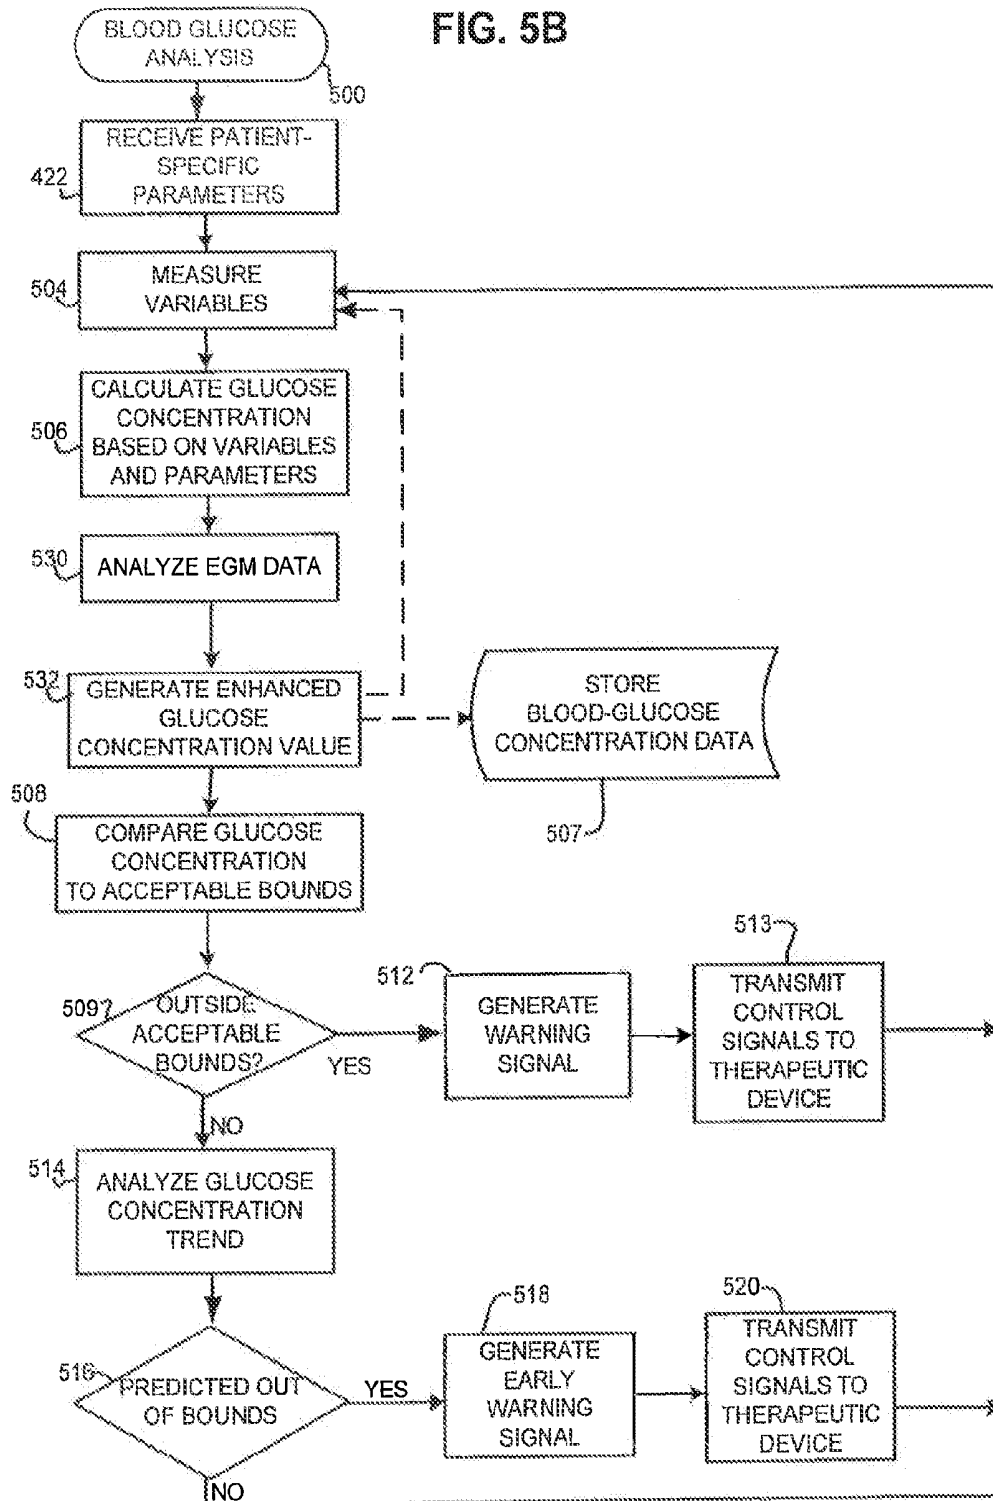 FIG. 5B
BLOOD GLUCOSE
ANALYSIS
500
RECEIVE PATIENT-
SPECIFIC
PARAMETERS
422
MEASURE
VARIABLES
504
CALCULATE GLUCOSE
CONCENTRATION
BASED ON VARIABLES
AND PARAMETERS
506
ANALYZE EGM DATA
530
532
GENERATE ENHANCED
GLUCOSE
CONCENTRATION VALUE
STORE
BLOOD-GLUCOSE
CONCENTRATION DATA
507
508
COMPARE GLUCOSE
CONCENTRATION
TO ACCEPTABLE BOUNDS
509
OUTSIDE
ACCEPTABLE
BOUNDS?
YES
NO
512
GENERATE
WARNING
SIGNAL
513
TRANSMIT
CONTROL
SIGNALS TO
THERAPEUTIC
DEVICE
514
ANALYZE GLUCOSE
CONCENTRATION
TREND
516
PREDICTED OUT
OF BOUNDS
YES
NO
518
GENERATE
EARLY
WARNING
SIGNAL
520
TRANSMIT
CONTROL
SIGNALS TO
THERAPEUTIC
DEVICE